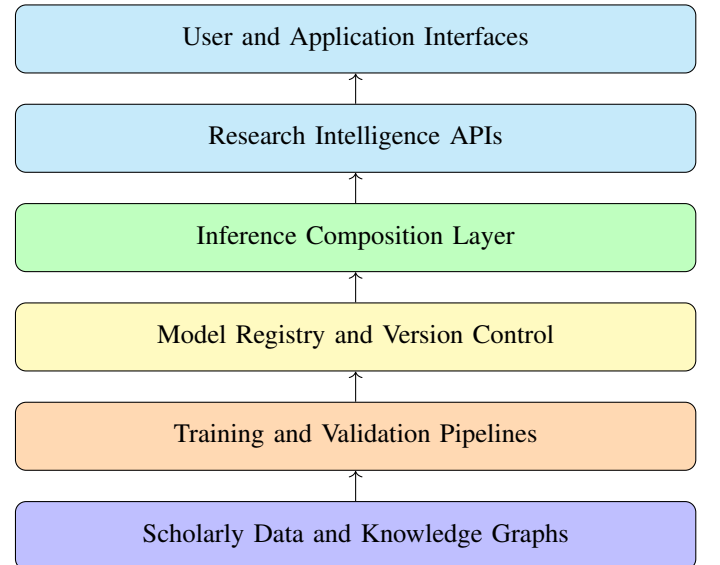 User and Application Interfaces
Research Intelligence APIs
Inference Composition Layer
Model Registry and Version Control
Training and Validation Pipelines
Scholarly Data and Knowledge Graphs